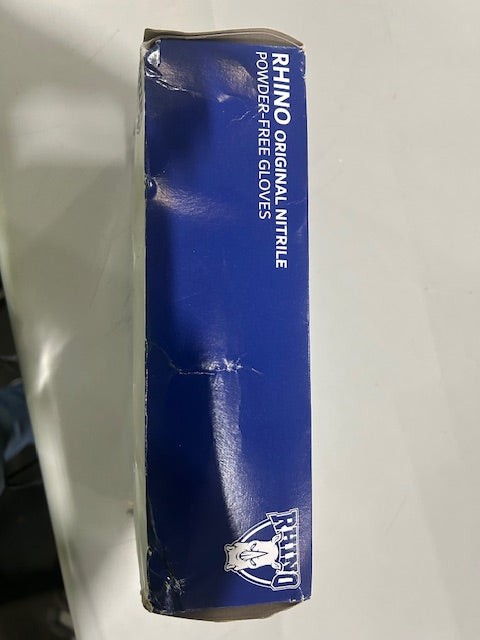 RHINO ORIGINAL NITRILE
POWDER-FREE GLOVES
RHINO